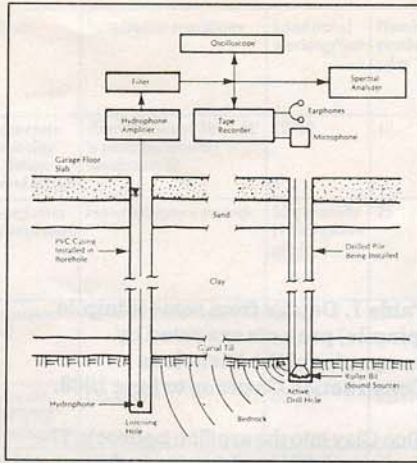 Oscilloscope
Filter
Spectral
Analyzer
Hydrophone
Amplifier
Tape
Recorder
Earphones
Microphone
Garage Floor
Slab
Sand
PVC Casing
Installed in
Borehole
Drilled Pile
Being Installed
Clay
Glacial Till
Roller Bit,
Sound Source
Active
Drill Hole
Hydrophone
Listening
Hole
Bedrock